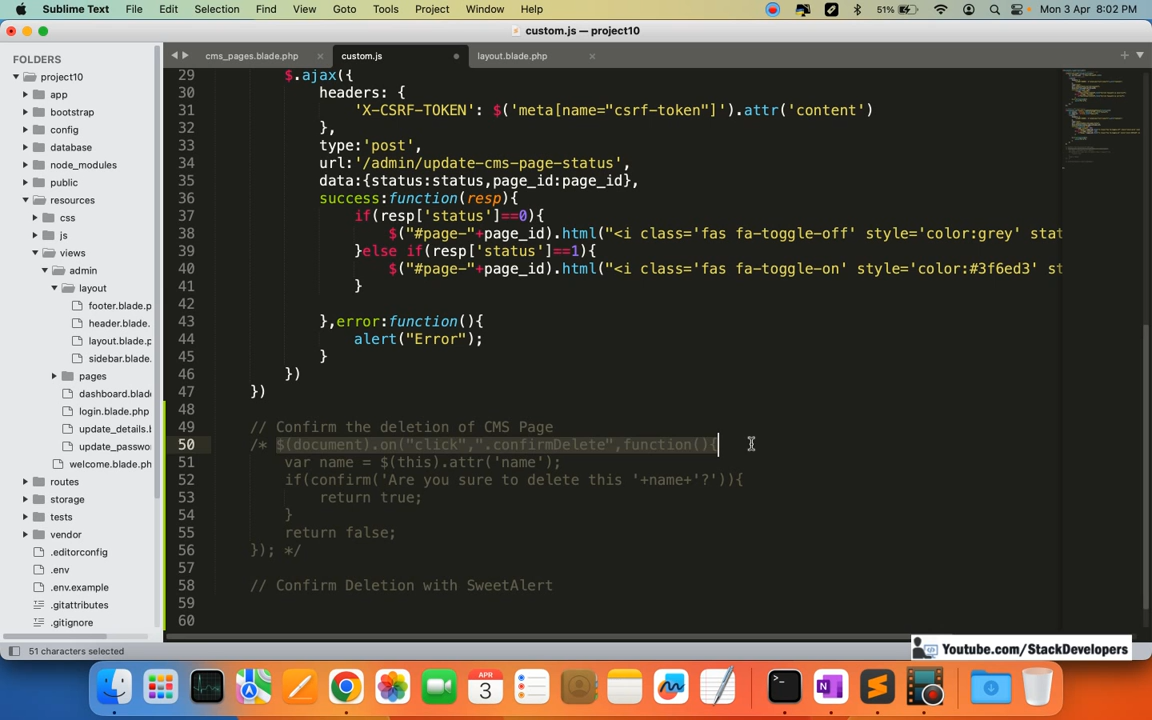 Sublime Text File Edit Selection Find View Goto Tools Project Window Help 51% Mon 3 Apr 8:02 PM
custom.js — project10
FOLDERS
project10
app
bootstrap
config
database
node_modules
public
resources
css
js
views
admin
layout
footer.blade.p
header.blade.
layout.blade.p
sidebar.blade.
pages
dashboard.blade
login.blade.php
update_details.b
update_passwo
welcome.blade.ph
routes
storage
tests
vendor
.editorconfig
.env
.env.example
.gitattributes
.gitignore
cms_pages.blade.php custom.js layout.blade.php
29 $.ajax({
30 headers: {
31 'X-CSRF-TOKEN': $('meta[name="csrf-token"]').attr('content')
32 },
33 type:'post',
34 url:'/admin/update-cms-page-status',
35 data:{status:status,page_id:page_id},
36 success:function(resp){
37 if(resp['status']==0){
38 $("#page-"+page_id).html("<i class='fas fa-toggle-off' style='color:grey' stat
39 }else if(resp['status']==1){
40 $("#page-"+page_id).html("<i class='fas fa-toggle-on' style='color:#3f6ed3' st
41 }
42
43 },error:function(){
44 alert("Error");
45 }
46 })
47 })
48
49 // Confirm the deletion of CMS Page
50 /* $(document).on("click",".confirmDelete",function(){
51 var name = $(this).attr('name');
52 if(confirm('Are you sure to delete this '+name+'?')){
53 return true;
54 }
55 return false;
56 }); */
57
58 // Confirm Deletion with SweetAlert
59
60
51 characters selected
Youtube.com/StackDevelopers
APR
3